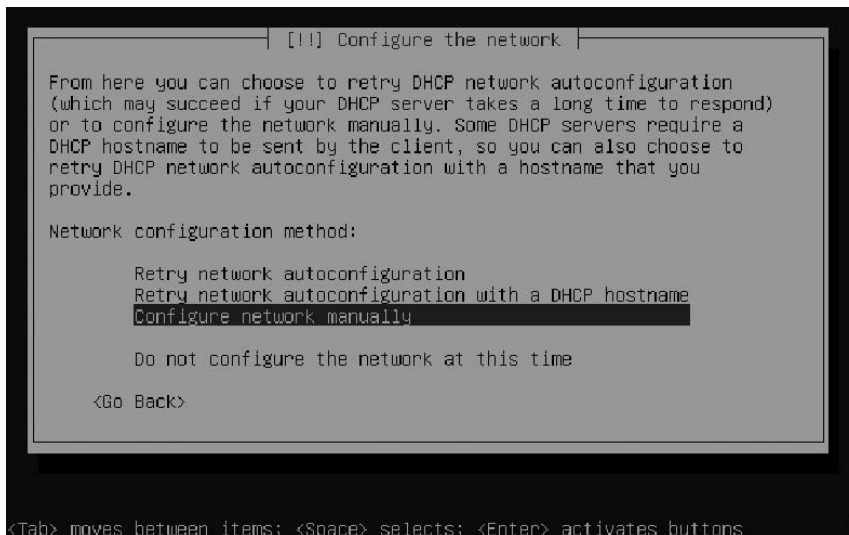 [!!] Configure the network
From here you can choose to retry DHCP network autoconfiguration
(which may succeed if your DHCP server takes a long time to respond)
or to configure the network manually. Some DHCP servers require a
DHCP hostname to be sent by the client, so you can also choose to
retry DHCP network autoconfiguration with a hostname that you
provide.
Network configuration method:
Retry network autoconfiguration
Retry network autoconfiguration with a DHCP hostname
Configure network manually
Do not configure the network at this time
<Go Back>
<Tab> moves between items; <Space> selects; <Enter> activates buttons